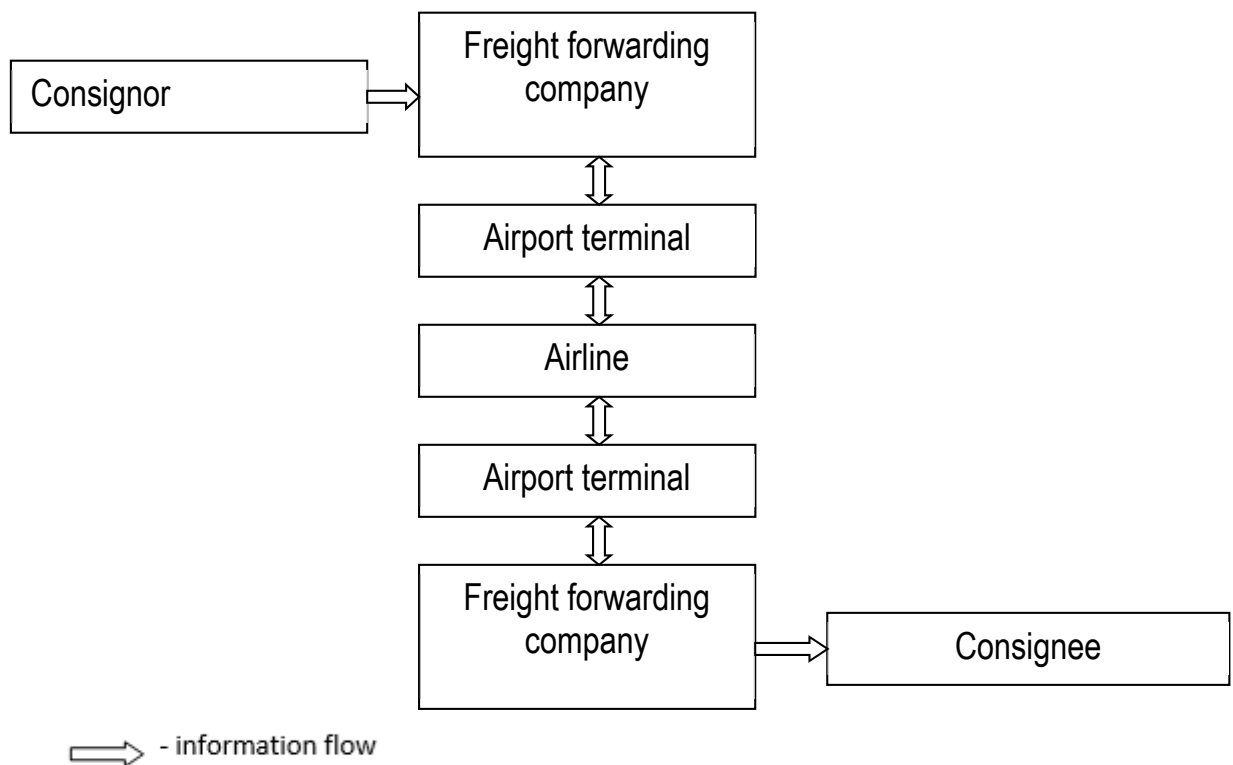 Freight forwarding
company
Consignor
Airport terminal
Airline
Airport terminal
Freight forwarding
company
Consignee
- information flow